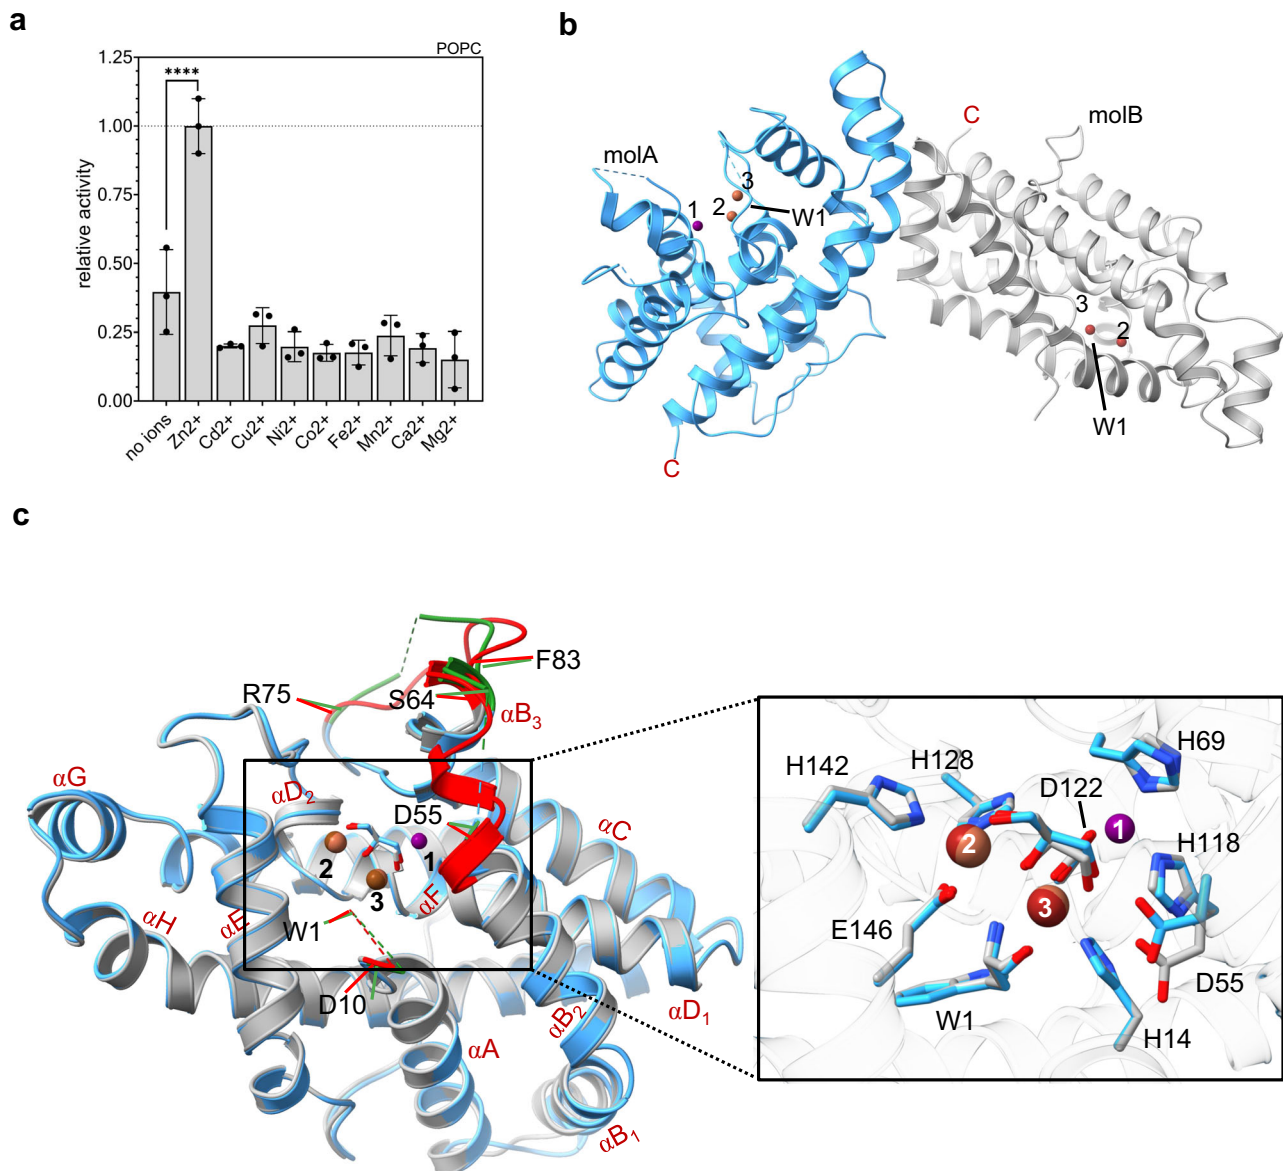 a
POPC
1.25
1.00
0.75
0.50
0.25
0.00
relative activity
****
no ions
Zn2+
Cd2+
Cu2+
Ni2+
Co2+
Fe2+
Mn2+
Ca2+
Mg2+
b
molA
1
2
3
W1
C
C
molB
3
2
W1
c
F83
R75
S64
αB3
αG
αD2
D55
αC
2
1
3
αF
αH
αE
W1
D10
αB2
αD1
αA
αB1
H69
H142
H128
D122
1
2
H118
3
E146
D55
W1
H14